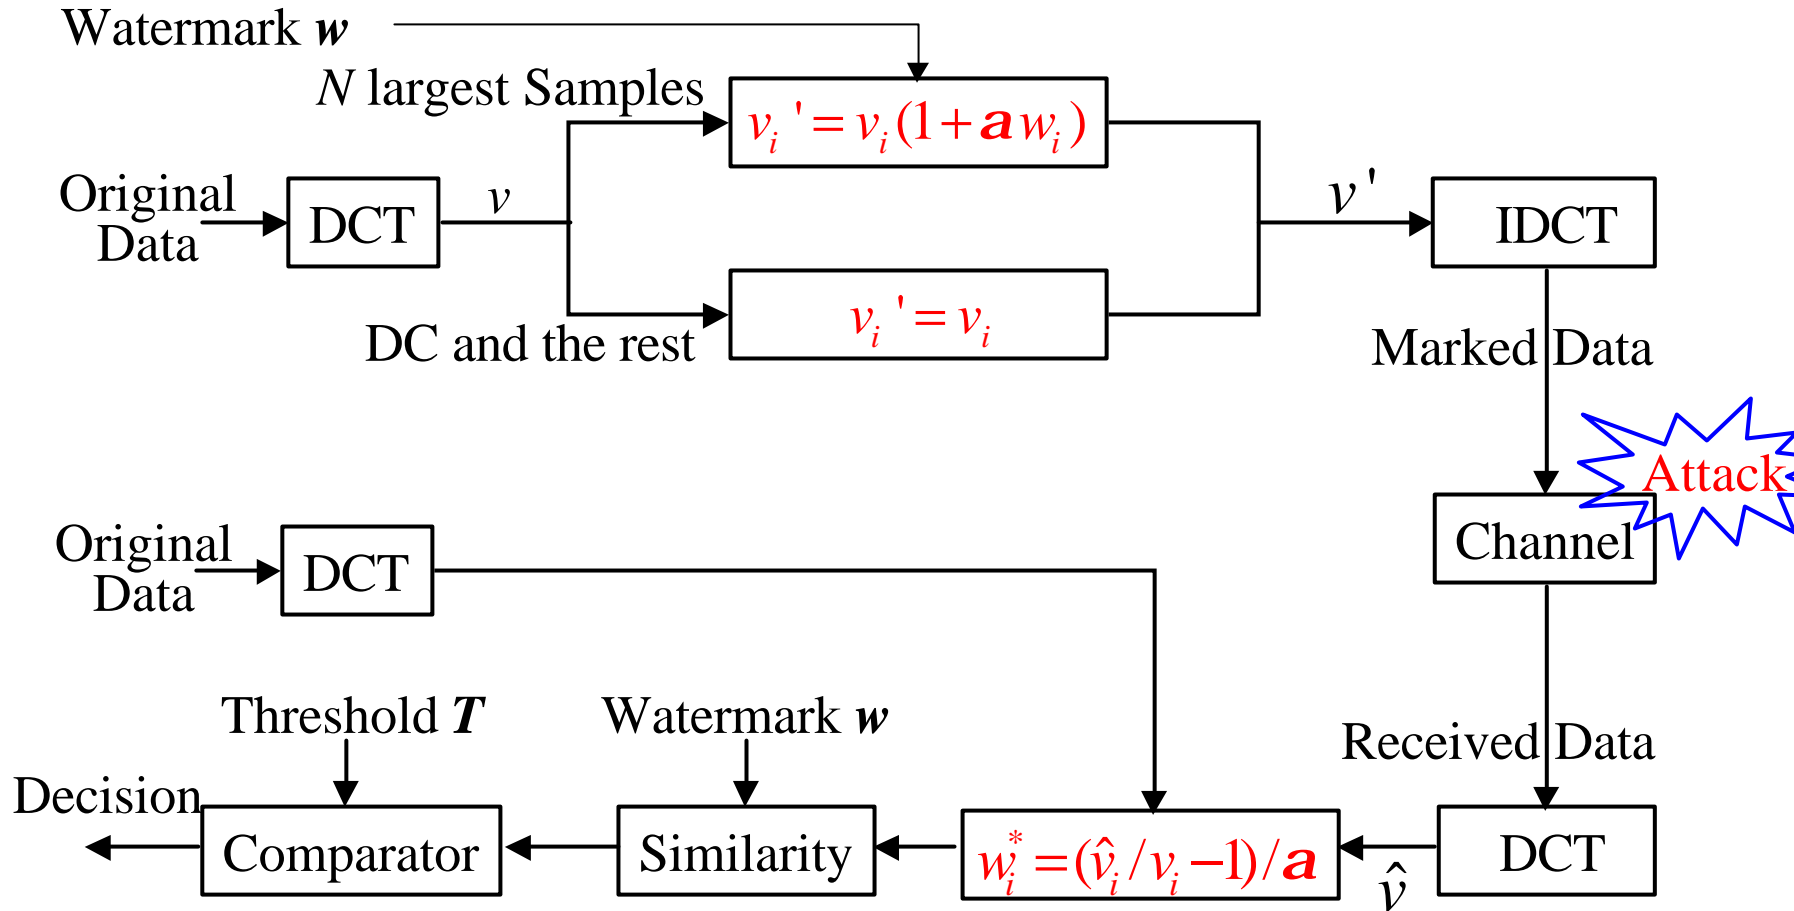 Watermark w
N largest Samples
v_i ' = v_i (1 + a w_i )
Original
Data
DCT
v
v '
IDCT
DC and the rest
v_i ' = v_i
Marked Data
Attack
Channel
Original
Data
DCT
Threshold T
Watermark w
Received Data
Decision
Comparator
Similarity
w_i^* = (v̂_i / v_i − 1) / a
v̂
DCT